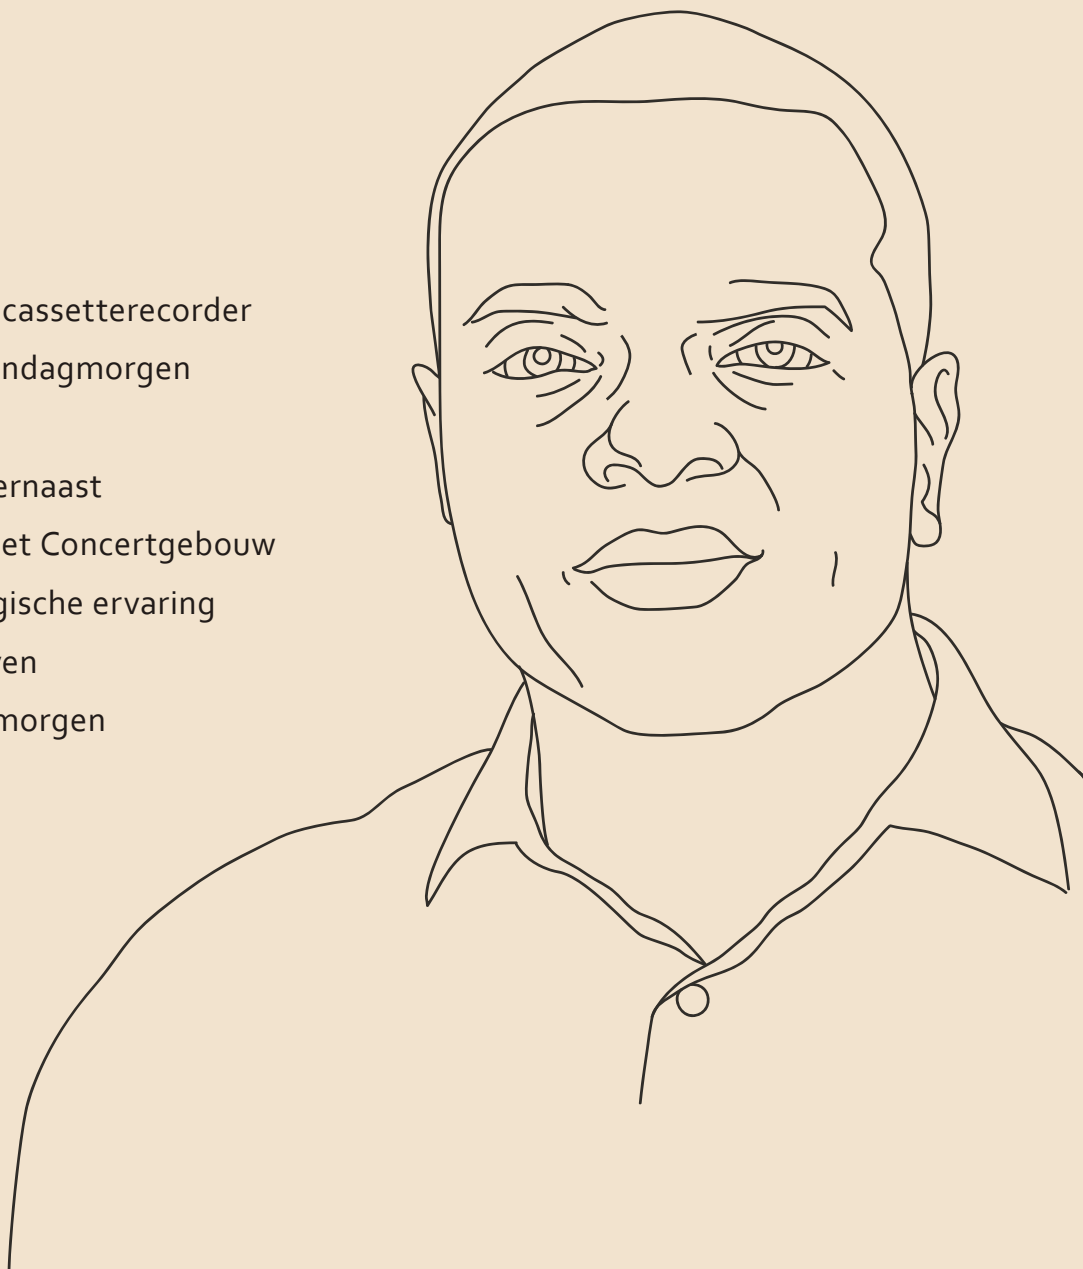 cassetterecorder
ndagmorgen
ernaast
et Concertgebouw
gische ervaring
en
morgen